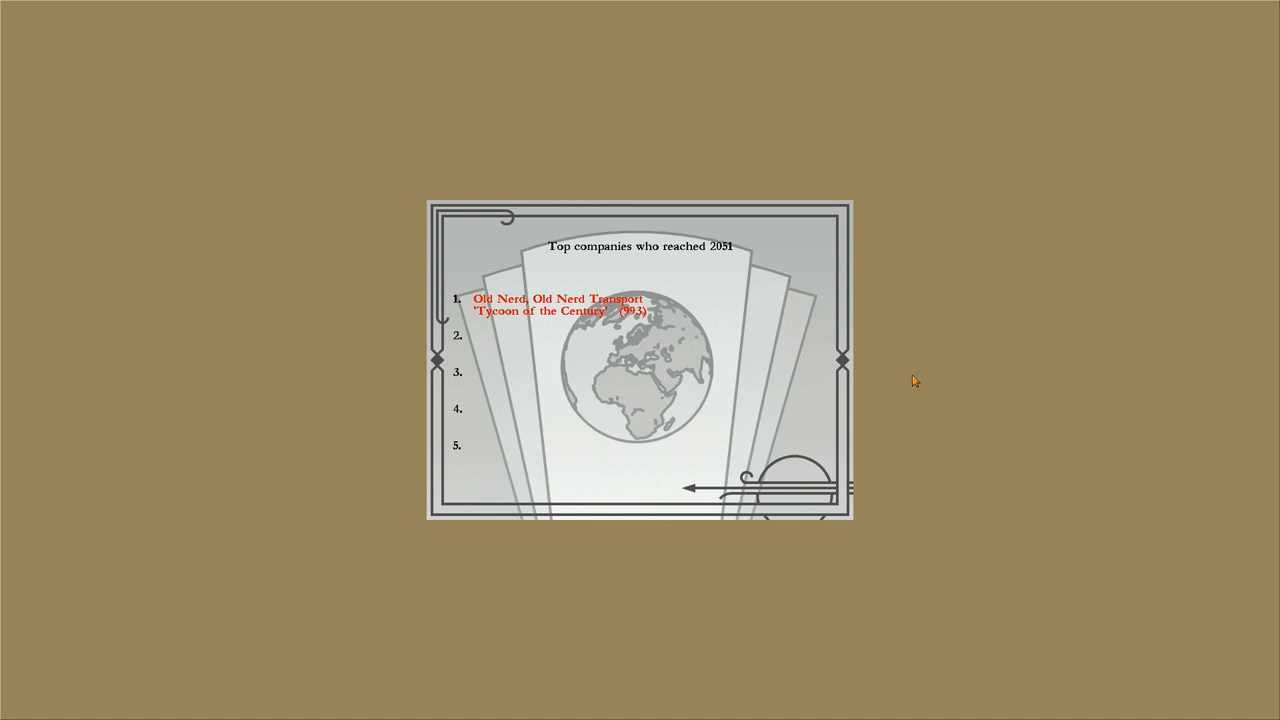 Top companies who reached 2051
1. Old Nerd, Old Nerd Transport
'Tycoon of the Century' (993)
2.
3.
4.
5.